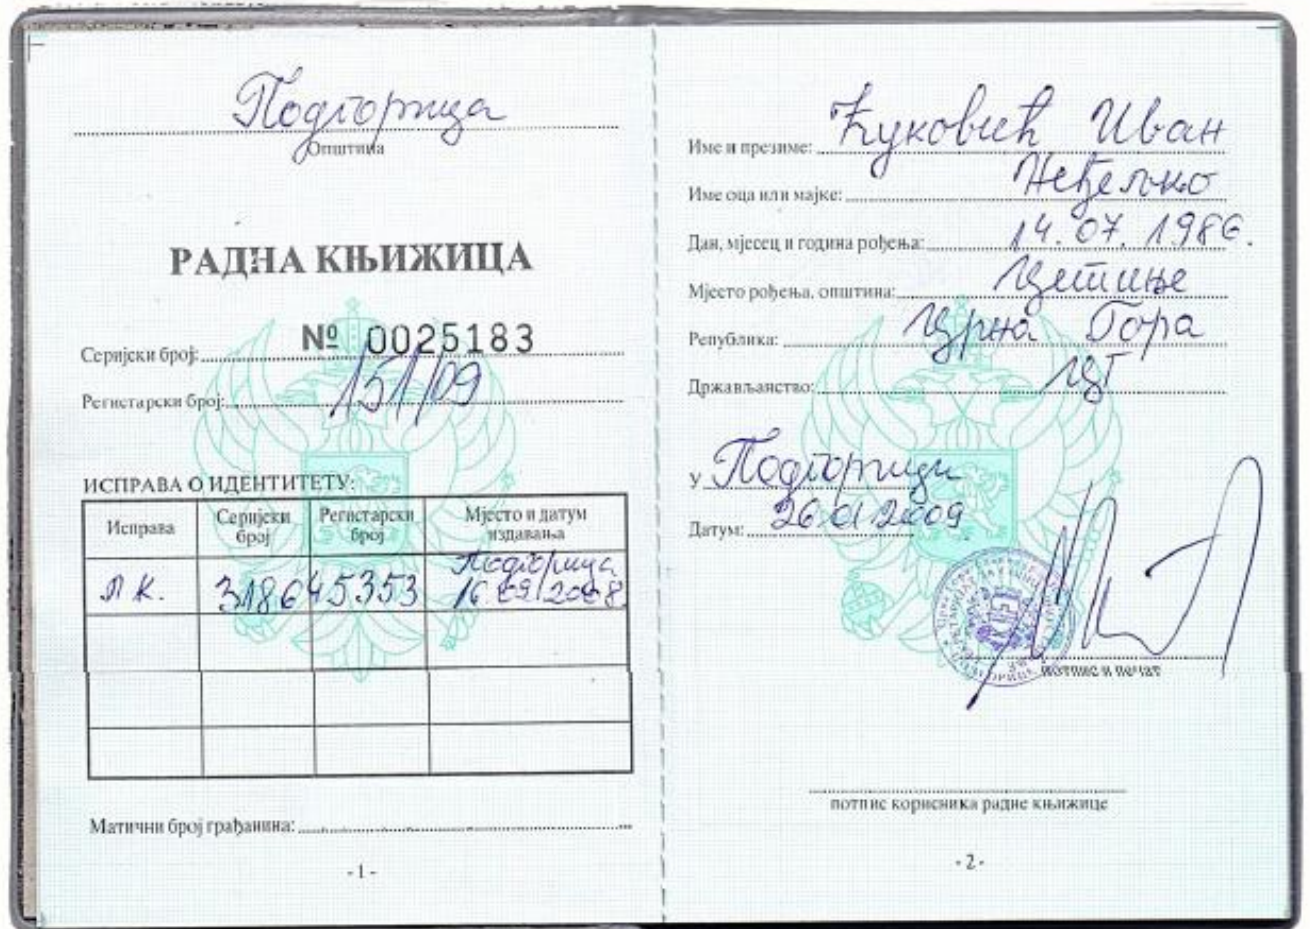 Подгорица
Општина
РАДНА КЊИЖИЦА
Серијски број: № 0025183
Регистарски број: 151/09
ИСПРАВА О ИДЕНТИТЕТУ:
Исправа Серијски број Регистарски број Мјесто и датум издавања
Л.К. 318645353 Подгорица 16.09.2008.
Матични број грађанина:
- 1 -
Име и презиме: Ћуковић Иван
Име оца или мајке: Неђељко
Дан, мјесец и година рођења: 14.07.1986.
Мјесто рођења, општина: Цетиње
Република: Црна Гора
Држављанство: ЦГ
У Подгорици
Датум: 26 01 2009
потпис и печат
потпис корисника радне књижице
- 2 -